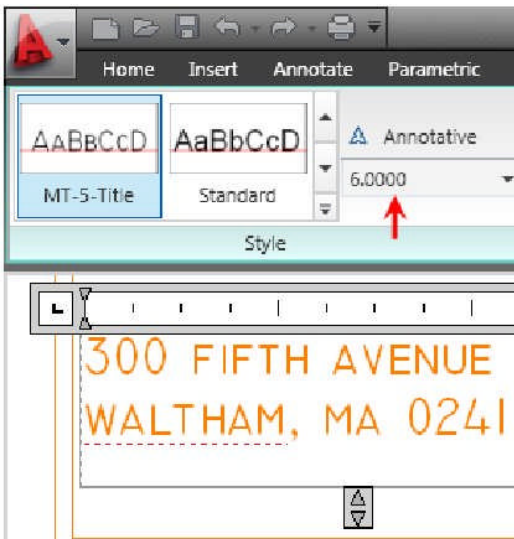 Home Insert Annotate Parametric
AaBbCcD AaBbCcD Annotative
6.0000
MT-5-Title Standard
Style
300 FIFTH AVENUE
WALTHAM, MA 0241